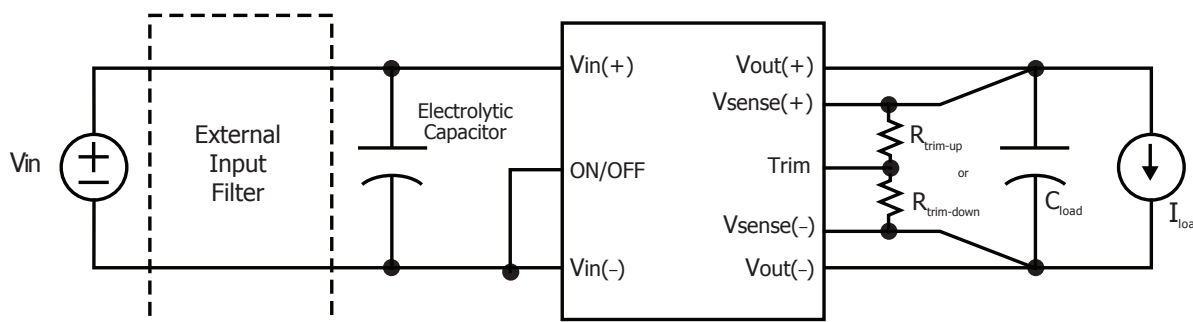 Vin
External
Input
Filter
Electrolytic
Capacitor
Vin(+)
ON/OFF
Vin(−)
Vout(+)
Vsense(+)
Trim
Vsense(−)
Vout(−)
Rtrim-up
or
Rtrim-down
Cload
Iload